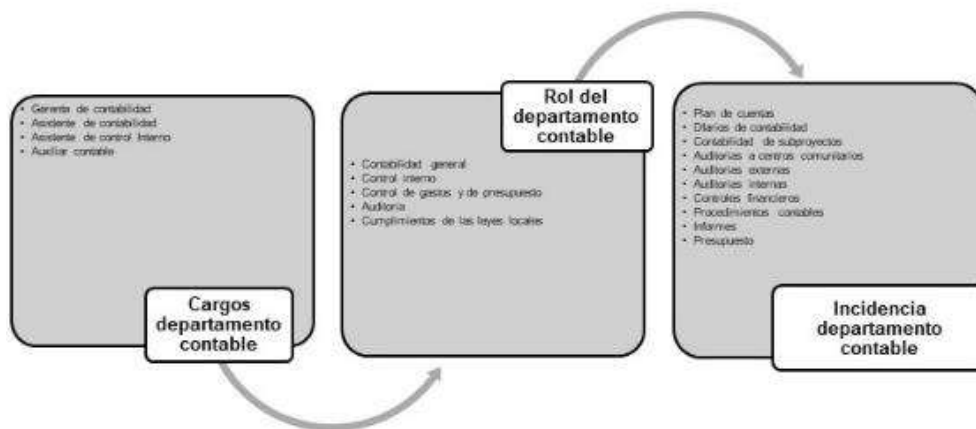 • Gerente de contabilidad
• Asistente de contabilidad
• Asistente de control Interno
• Auxiliar contable
Cargos
departamento
contable
Rol del
departamento
contable
• Contabilidad general
• Control interno
• Control de gastos y de presupuesto
• Auditoria
• Cumplimientos de las leyes locales
• Plan de cuentas
• Diarios de contabilidad
• Contabilidad de subproyectos
• Auditorias a centros comunitarios
• Auditorias externas
• Auditorias internas
• Controles financieros
• Procedimientos contables
• Informes
• Presupuesto
Incidencia
departamento
contable